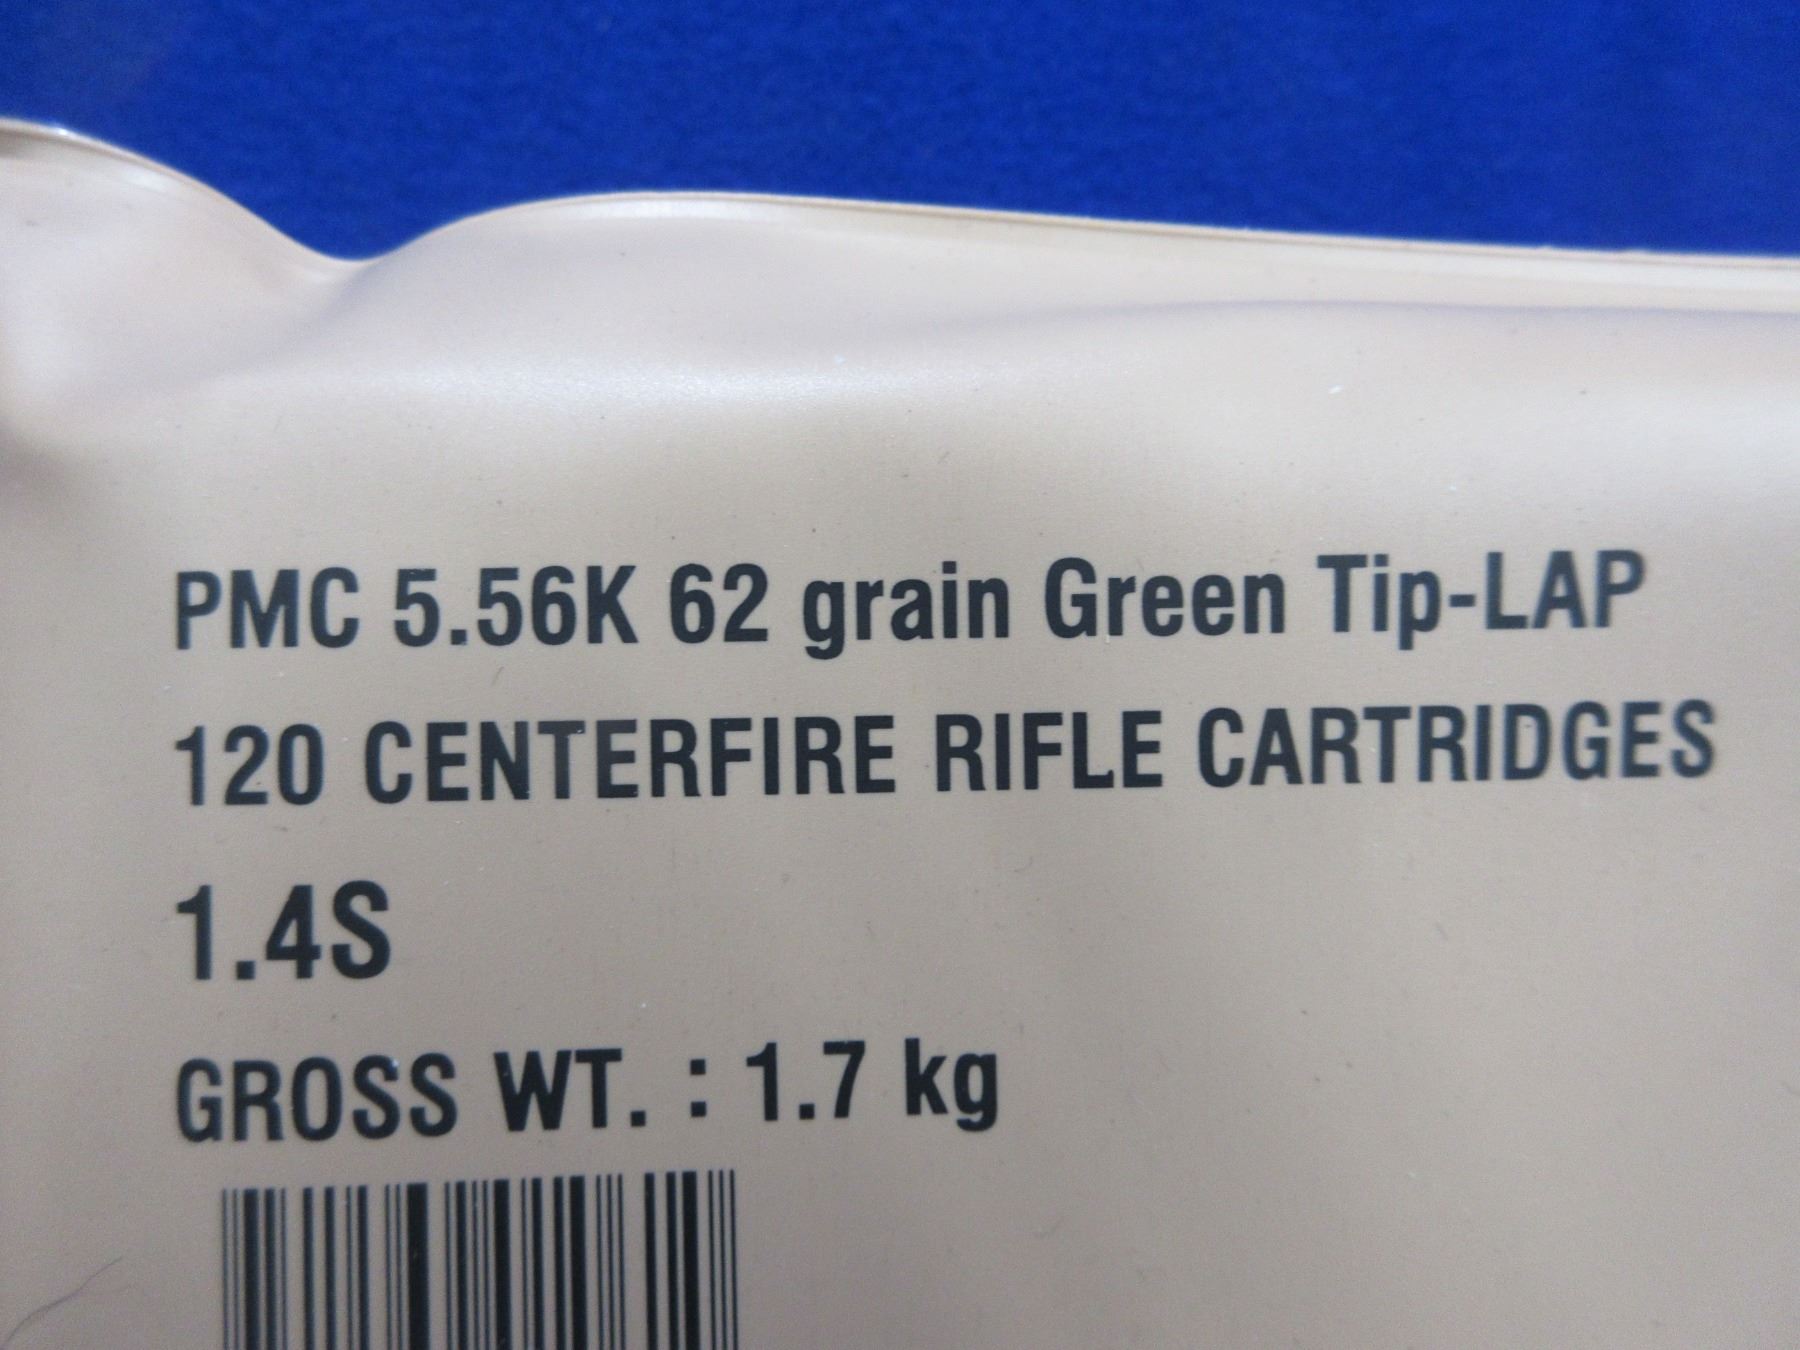 PMC 5.56K 62 grain Green Tip-LAP
120 CENTERFIRE RIFLE CARTRIDGES
1.4S
GROSS WT. : 1.7 kg